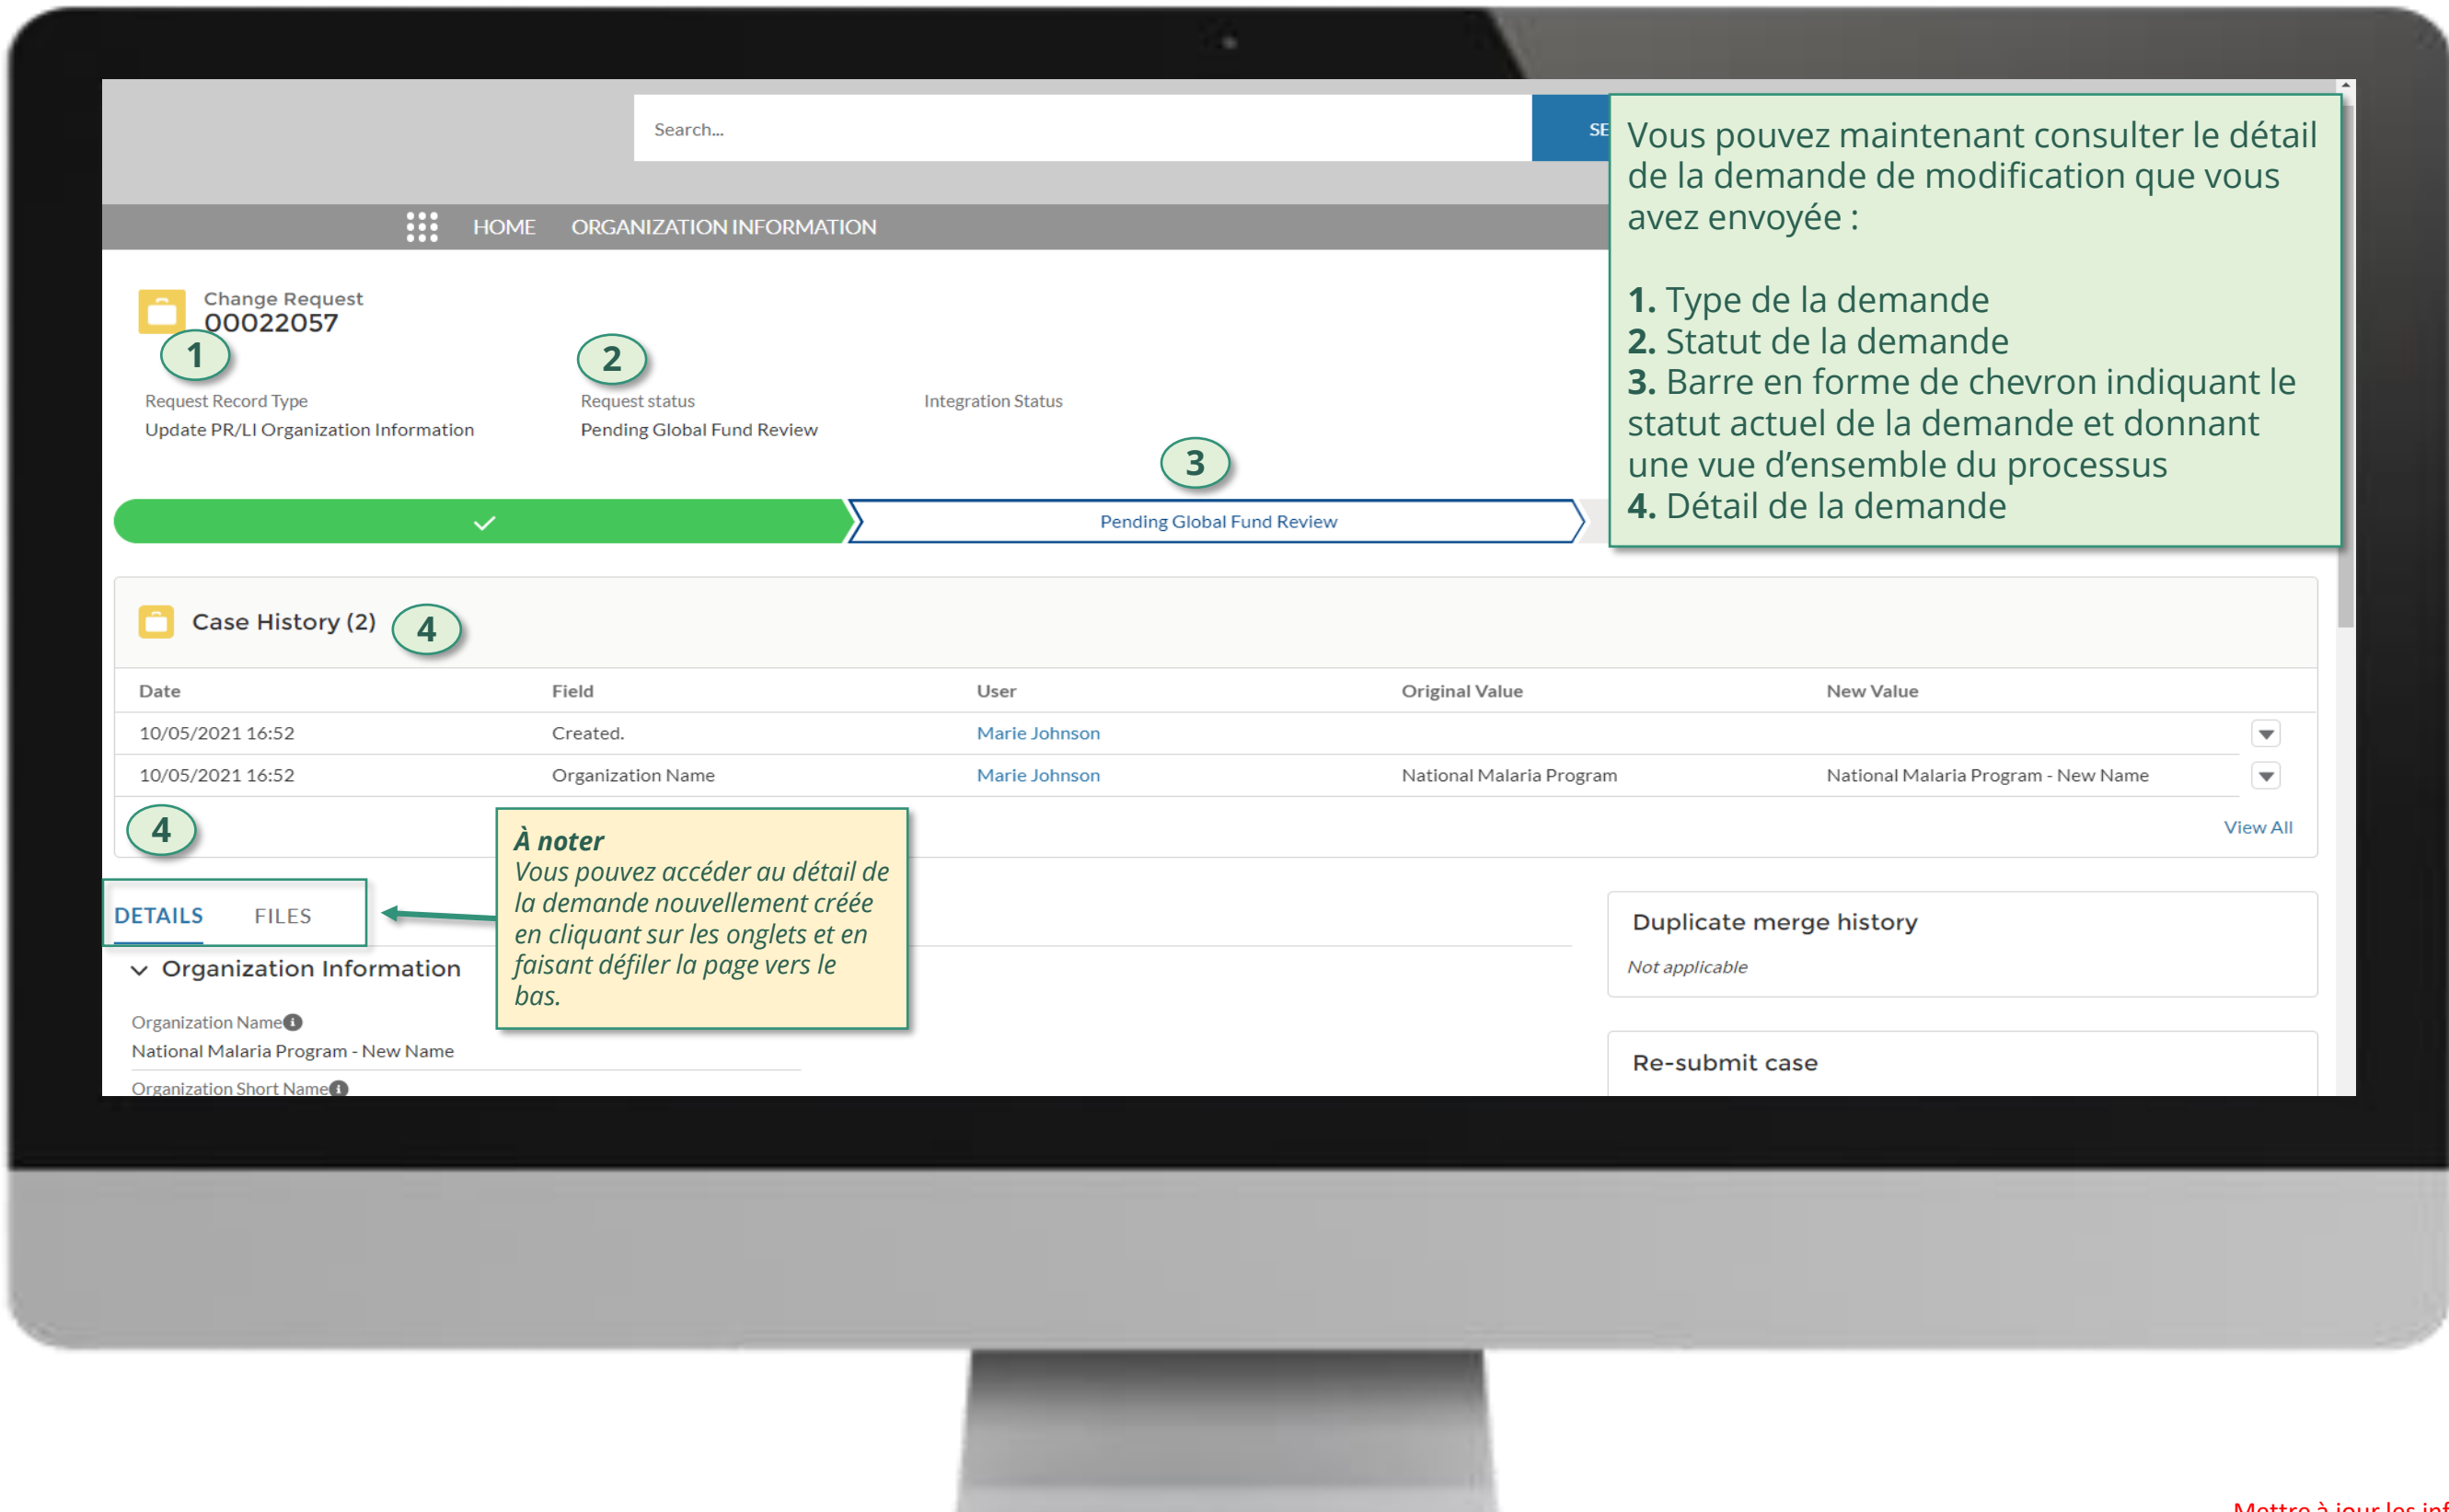 Search...
SE
Vous pouvez maintenant consulter le détail
de la demande de modification que vous
avez envoyée :
1. Type de la demande
2. Statut de la demande
3. Barre en forme de chevron indiquant le
statut actuel de la demande et donnant
une vue d'ensemble du processus
4. Détail de la demande
HOME ORGANIZATION INFORMATION
Change Request
00022057
1
2
Request Record Type Request status Integration Status
Update PR/LI Organization Information Pending Global Fund Review
3
Pending Global Fund Review
Case History (2)
4
Date Field User Original Value New Value
10/05/2021 16:52 Created. Marie Johnson
10/05/2021 16:52 Organization Name Marie Johnson National Malaria Program National Malaria Program - New Name
4
View All
À noter
Vous pouvez accéder au détail de
la demande nouvellement créée
en cliquant sur les onglets et en
faisant défiler la page vers le
bas.
DETAILS FILES
Duplicate merge history
Not applicable
Organization Information
Organization Name
National Malaria Program - New Name
Organization Short Name
Re-submit case
Mettre à jour les inf